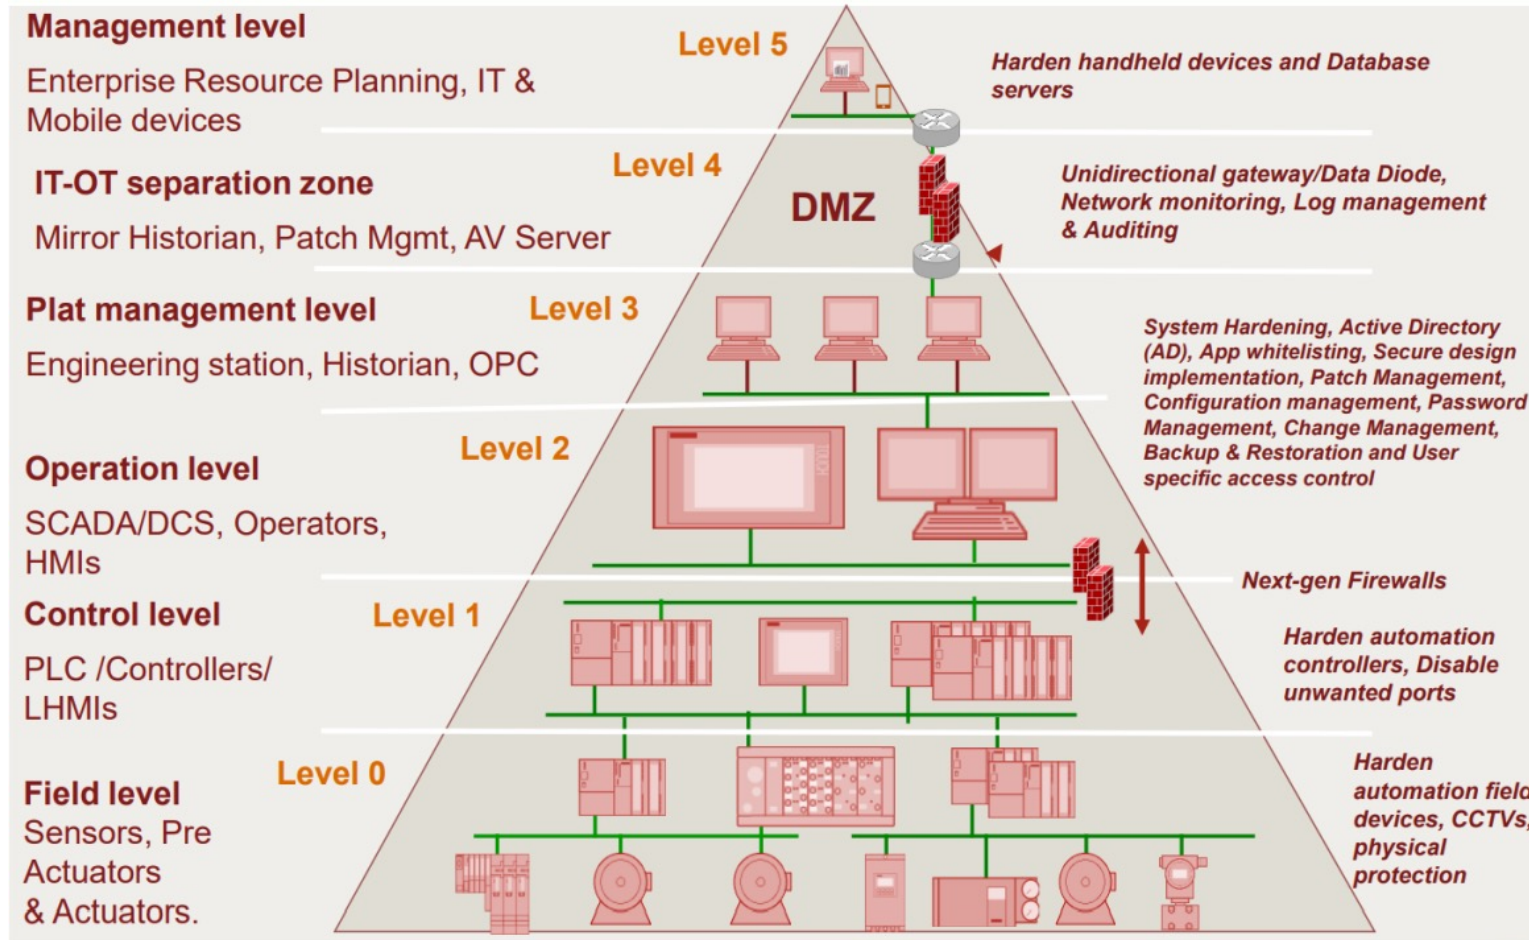 Management level
Enterprise Resource Planning, IT &
Mobile devices
Level 5
Harden handheld devices and Database
servers
IT-OT separation zone
Mirror Historian, Patch Mgmt, AV Server
Level 4
DMZ
Unidirectional gateway/Data Diode,
Network monitoring, Log management
& Auditing
Plat management level
Engineering station, Historian, OPC
Level 3
System Hardening, Active Directory
(AD), App whitelisting, Secure design
implementation, Patch Management,
Configuration management, Password
Management, Change Management,
Backup & Restoration and User
specific access control
Operation level
SCADA/DCS, Operators,
HMIs
Level 2
Next-gen Firewalls
Control level
PLC /Controllers/
LHMIs
Level 1
Harden automation
controllers, Disable
unwanted ports
Field level
Sensors, Pre
Actuators
& Actuators.
Level 0
Harden
automation field
devices, CCTVs,
physical
protection